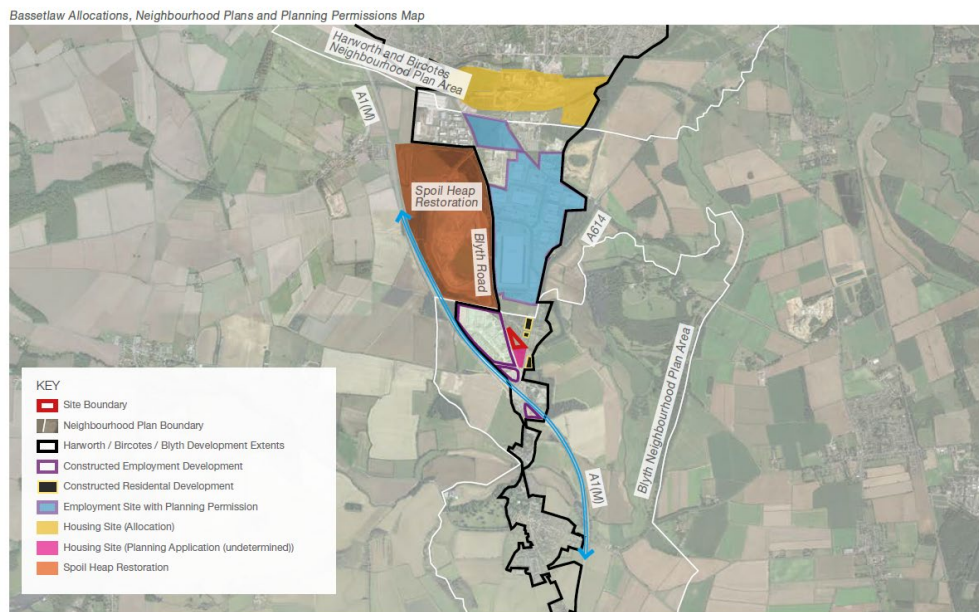 Bassetlaw Allocations, Neighbourhood Plans and Planning Permissions Map
Harworth and Bircotes
Neighbourhood Plan Area
A1(M)
Spoil Heap
Restoration
Blyth Road
A614
Blyth Neighbourhood Plan Area
A1(M)
KEY
Site Boundary
Neighbourhood Plan Boundary
Harworth / Bircotes / Blyth Development Extents
Constructed Employment Development
Constructed Residential Development
Employment Site with Planning Permission
Housing Site (Allocation)
Housing Site (Planning Application (undetermined))
Spoil Heap Restoration